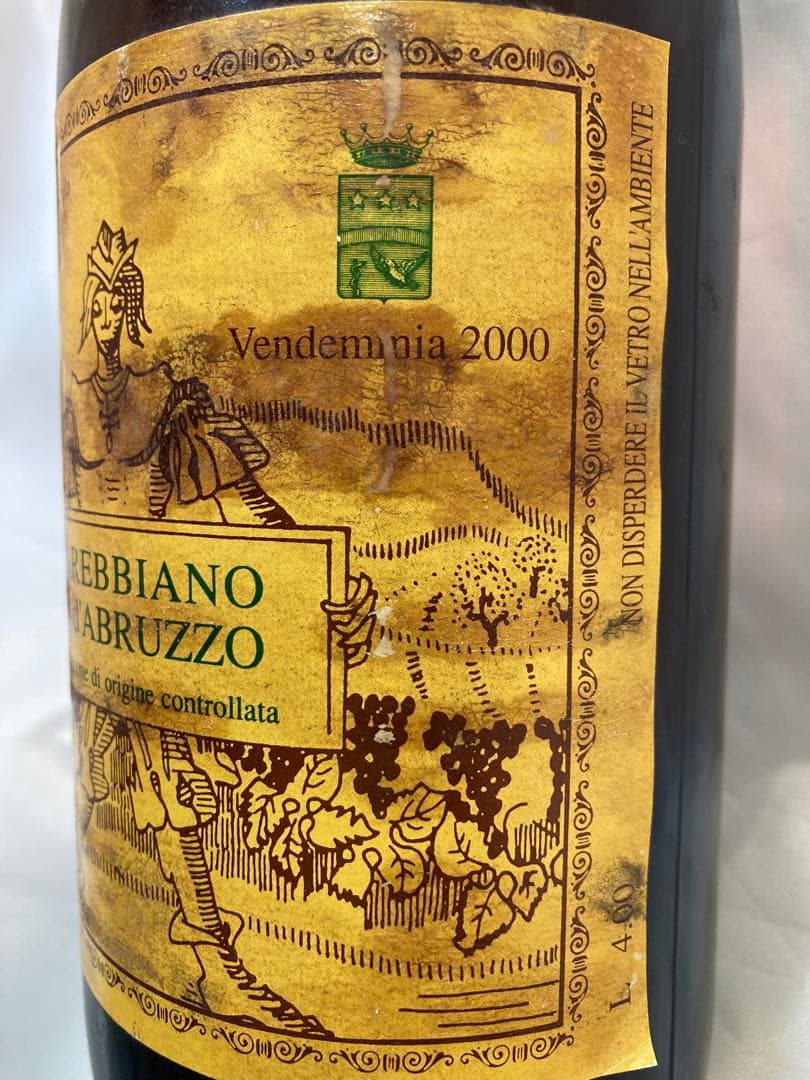 Vendemmia 2000
REBBIANO
d'ABRUZZO
di origine controllata
NON DISPERDERE IL VETRO NELL'AMBIENTE
L. 4.00